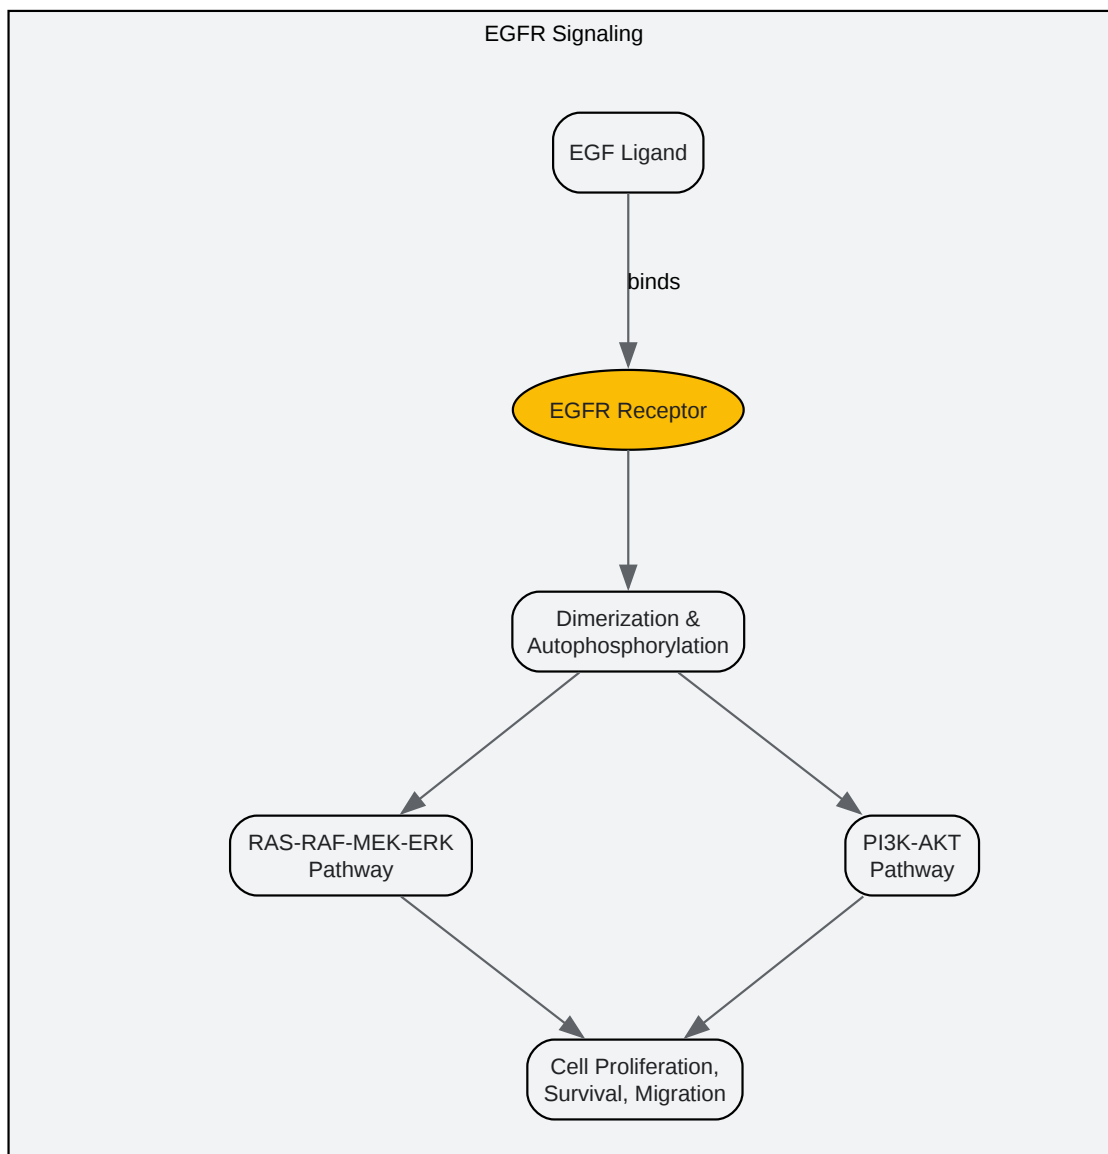 EGFR Signaling
EGF Ligand
binds
EGFR Receptor
Dimerization &
Autophosphorylation
RAS-RAF-MEK-ERK
Pathway
PI3K-AKT
Pathway
Cell Proliferation,
Survival, Migration